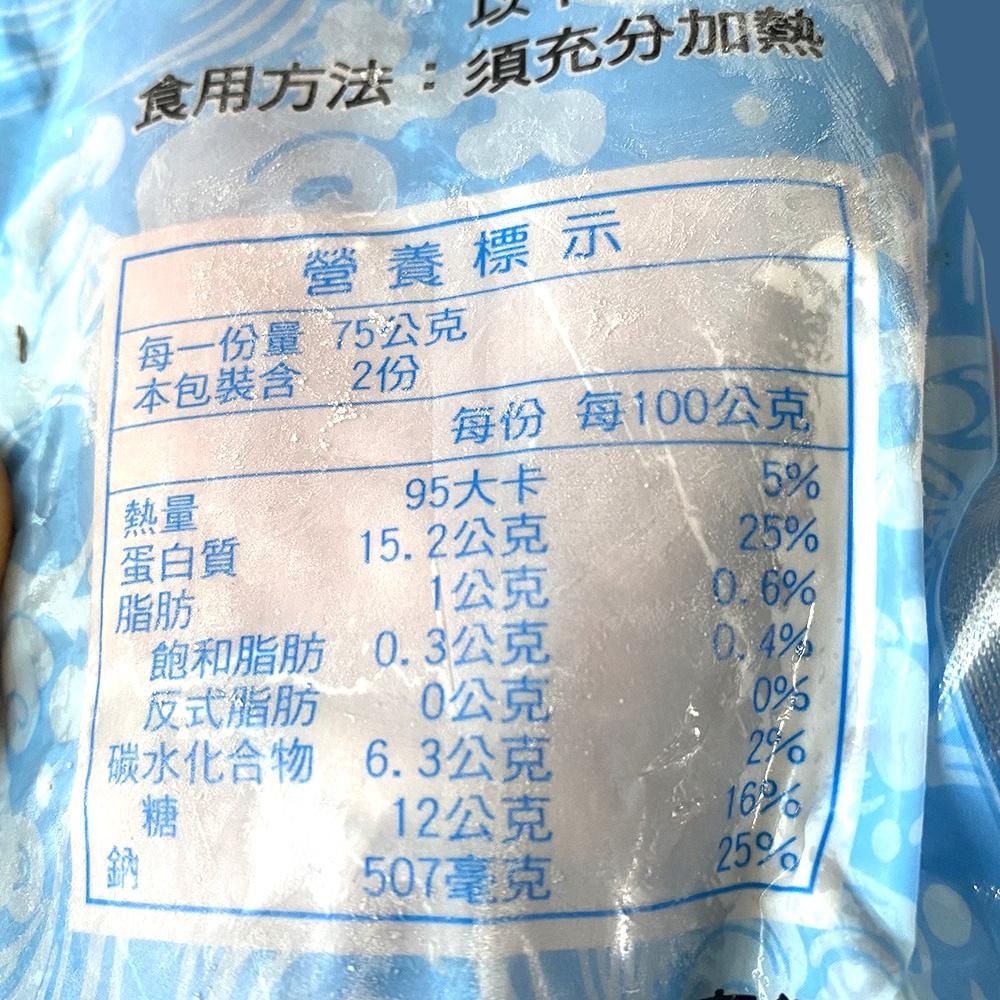 食用方法：須充分加熱
營養標示
每一份量 75公克
本包裝含 2份
每份 每100公克
熱量 95大卡 5%
蛋白質 15.2公克 25%
脂肪 1公克 0.6%
飽和脂肪 0.3公克 0.4%
反式脂肪 0公克 0%
碳水化合物 6.3公克 2%
糖 12公克 16%
鈉 507毫克 25%